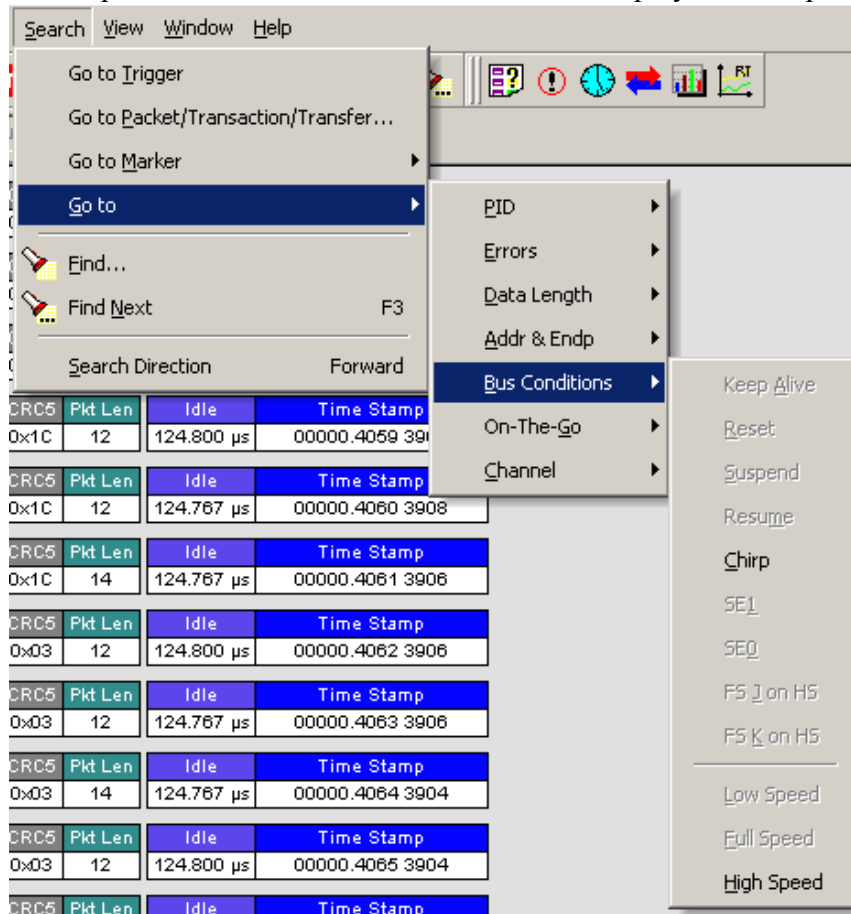 Search View Window Help
Go to Trigger
Go to Packet/Transaction/Transfer...
Go to Marker
Go to
Find...
Find Next F3
Search Direction Forward
PID
Errors
Data Length
Addr & Endp
Bus Conditions
On-The-Go
Channel
Keep Alive
Reset
Suspend
Resume
Chirp
SE1
SE0
FS J on HS
FS K on HS
Low Speed
Full Speed
High Speed
RT
CRC5 Pkt Len Idle Time Stamp
0x1C 12 124.800 µs 00000.4059
CRC5 Pkt Len Idle Time Stamp
0x1C 12 124.767 µs 00000.4060 3908
CRC5 Pkt Len Idle Time Stamp
0x1C 14 124.767 µs 00000.4061 3906
CRC5 Pkt Len Idle Time Stamp
0x03 12 124.800 µs 00000.4062 3906
CRC5 Pkt Len Idle Time Stamp
0x03 12 124.767 µs 00000.4063 3906
CRC5 Pkt Len Idle Time Stamp
0x03 14 124.767 µs 00000.4064 3904
CRC5 Pkt Len Idle Time Stamp
0x03 12 124.800 µs 00000.4065 3904
CRC5 Pkt Len Idle Time Stamp